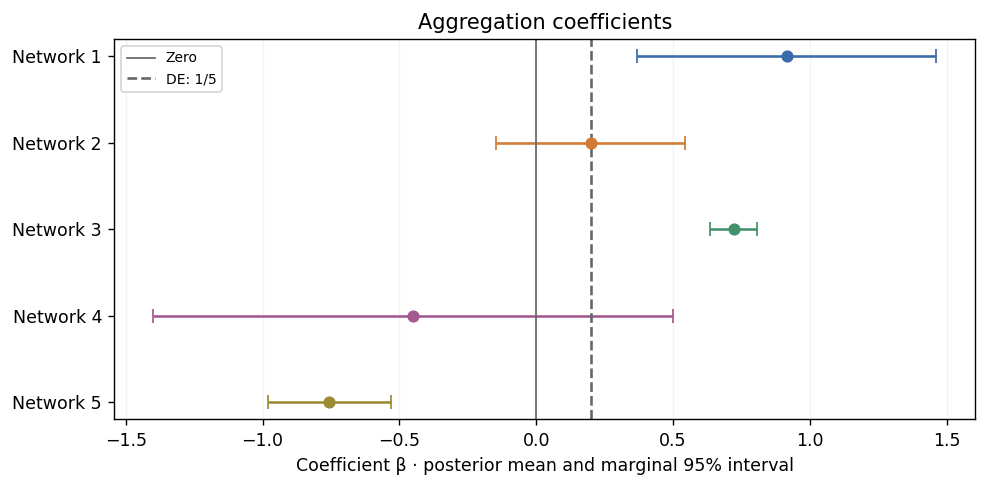 Aggregation coefficients
Zero
DE: 1/5
Network 1
Network 2
Network 3
Network 4
Network 5
−1.5 −1.0 −0.5 0.0 0.5 1.0 1.5
Coefficient β · posterior mean and marginal 95% interval